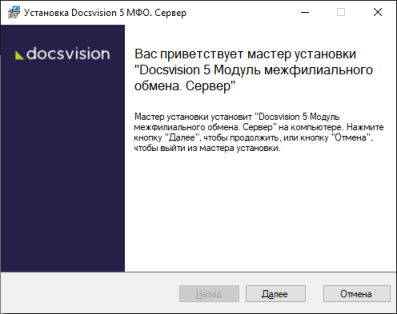 Установка Docsvision 5 МФО. Сервер
docsvision
Вас приветствует мастер установки
"Docsvision 5 Модуль межфилиального
обмена. Сервер"
Мастер установки установит "Docsvision 5 Модуль
межфилиального обмена. Сервер" на компьютере. Нажмите
кнопку "Далее", чтобы продолжить, или кнопку "Отмена",
чтобы выйти из мастера установки.
Назад Далее Отмена